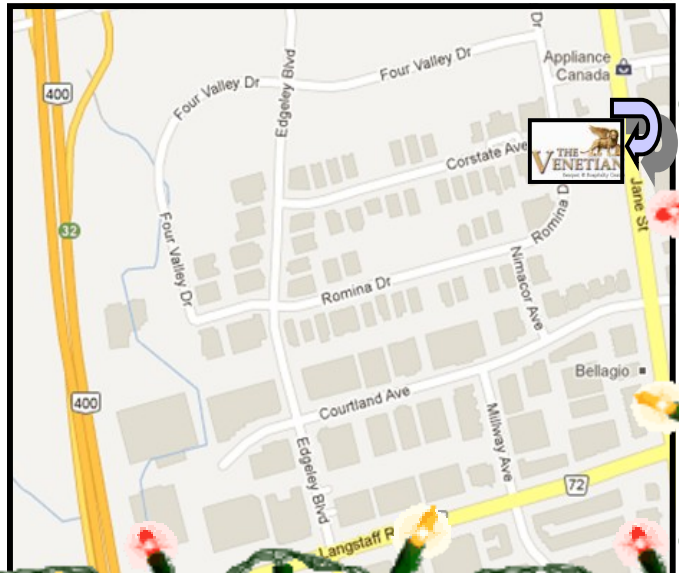 Dr
Edgeley Blvd
Four Valley Dr
Four Valley Dr
Appliance
Canada
400
THE
VENETIAN
Corstate Ave
Jane St
Four Valley Dr
32
Romina D
Romina Dr
Nimacor Ave
400
Bellagio
Courtland Ave
Millway Ave
Edgeley Blvd
72
Langstaff R